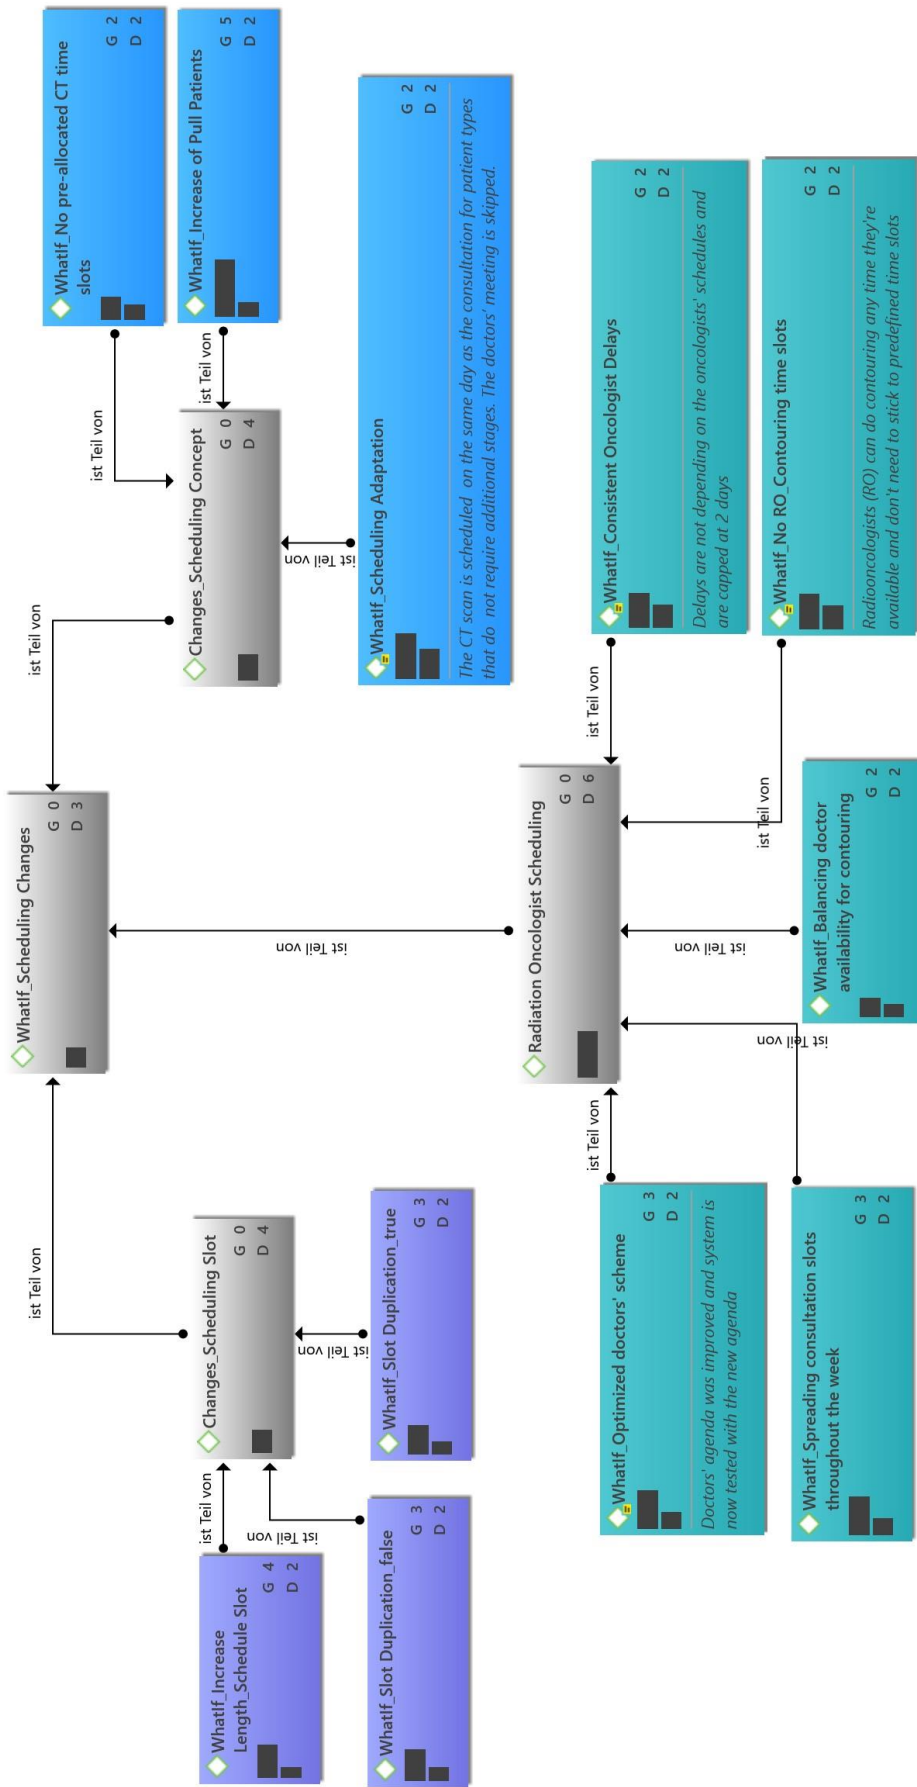 WhatIf_Scheduling Changes
G 0
D 3
ist Teil von
ist Teil von
ist Teil von
Changes_Scheduling Slot
G 0
D 4
ist Teil von
ist Teil von
ist Teil von
WhatIf_Increase
Length_Schedule Slot
G 4
D 2
WhatIf_Slot Duplication_false
G 3
D 2
WhatIf_Slot Duplication_true
G 3
D 2
Changes_Scheduling Concept
G 0
D 4
ist Teil von
ist Teil von
ist Teil von
WhatIf_No pre-allocated CT time
slots
G 2
D 2
WhatIf_Increase of Pull Patients
G 5
D 2
WhatIf_Scheduling Adaptation
G 2
D 2
The CT scan is scheduled on the same day as the consultation for patient types
that do not require additional stages. The doctors' meeting is skipped.
Radiation Oncologist Scheduling
G 0
D 6
ist Teil von
ist Teil von
ist Teil von
ist Teil von
ist Teil von
WhatIf_Optimized doctors' scheme
G 3
D 2
Doctors' agenda was improved and system is
now tested with the new agenda
WhatIf_Spreading consultation slots
throughout the week
G 3
D 2
WhatIf_Balancing doctor
availability for contouring
G 2
D 2
WhatIf_Consistent Oncologist Delays
G 2
D 2
Delays are not depending on the oncologists' schedules and
are capped at 2 days
WhatIf_No RO_Contouring time slots
G 2
D 2
Radiooncologists (RO) can do contouring any time they're
available and don't need to stick to predefined time slots